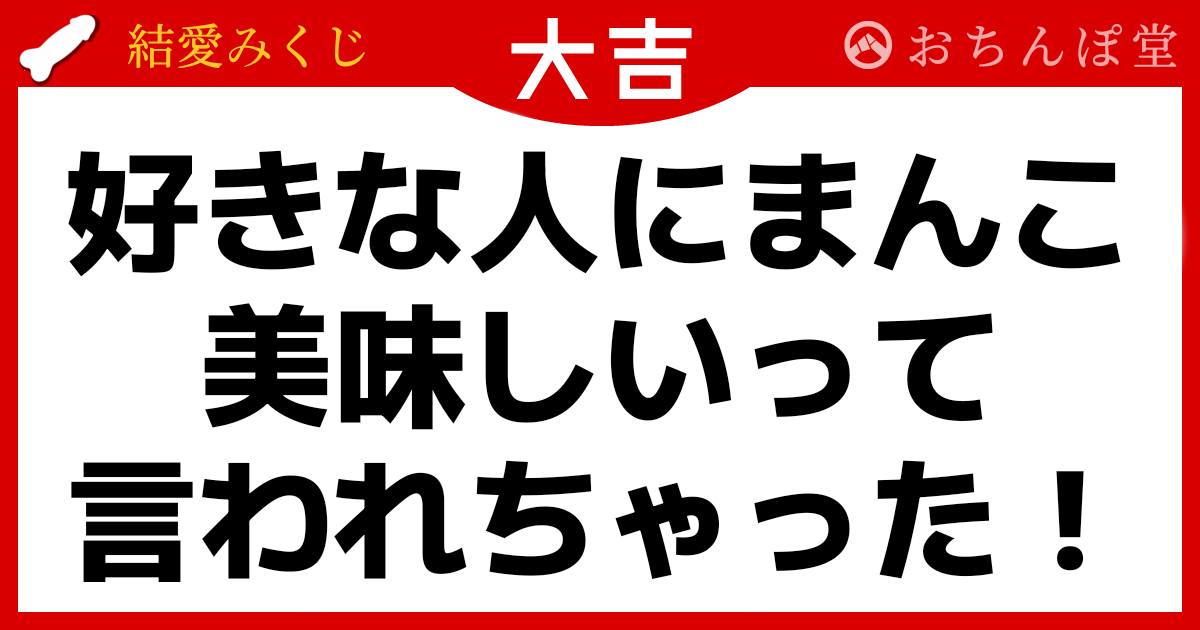 結愛みくじ
大吉
おちんぽ堂
好きな人にまんこ
美味しいって
言われちゃった！